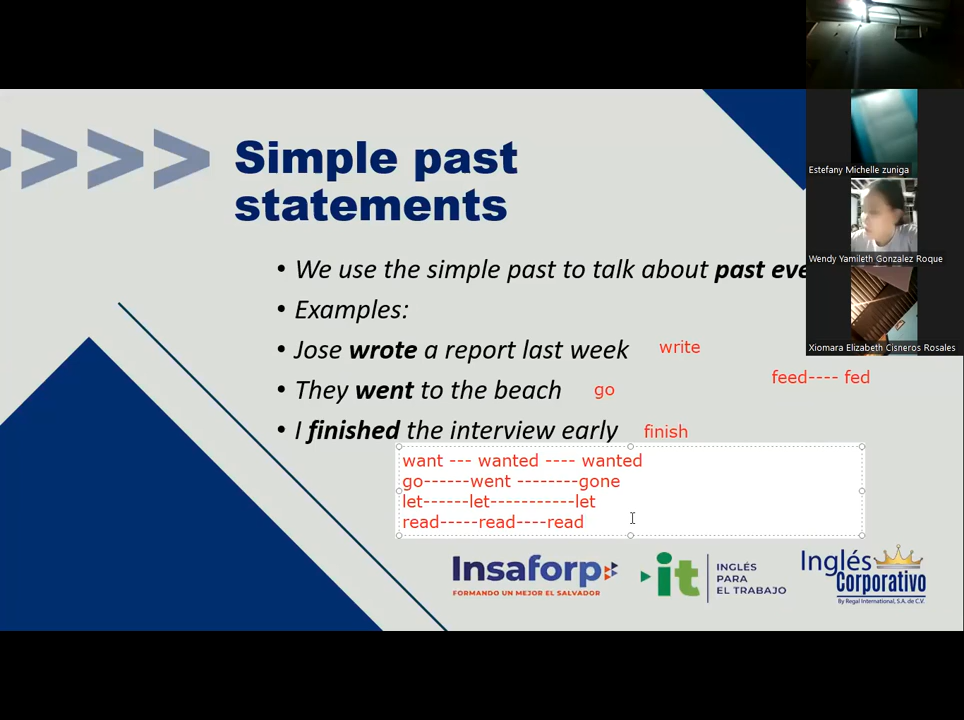 Simple past
statements
• We use the simple past to talk about past eve
• Examples:
• Jose wrote a report last week write
feed---- fed
• They went to the beach go
• I finished the interview early finish
want --- wanted ---- wanted
go------went --------gone
let------let-----------let
read-----read----read
Insaforp
FORMANDO UN MEJOR EL SALVADOR
it
INGLÉS
PARA
EL TRABAJO
Inglés
Corporativo
By Regal International, S.A. de C.V.
Estefany Michelle zuniga
Wendy Yamileth Gonzalez Roque
Xiomara Elizabeth Cisneros Rosales